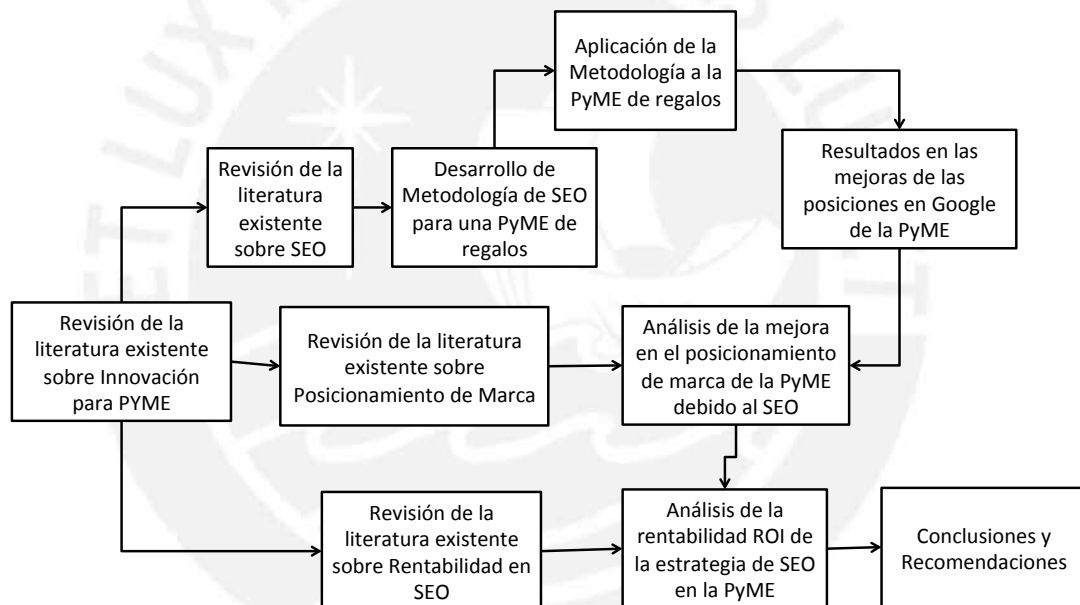 Aplicación de la
Metodología a la
PyME de regalos
Revisión de la
literatura
existente
sobre SEO
Desarrollo de
Metodología de SEO
para una PyME de
regalos
Resultados en las
mejoras de las
posiciones en Google
de la PyME
Revisión de la
literatura existente
sobre Innovación
para PYME
Revisión de la literatura
existente sobre
Posicionamiento de Marca
Análisis de la mejora
en el posicionamiento
de marca de la PyME
debido al SEO
Revisión de la
literatura existente
sobre Rentabilidad en
SEO
Análisis de la
rentabilidad ROI de
la estrategia de SEO
en la PyME
Conclusiones y
Recomendaciones
ET LUX